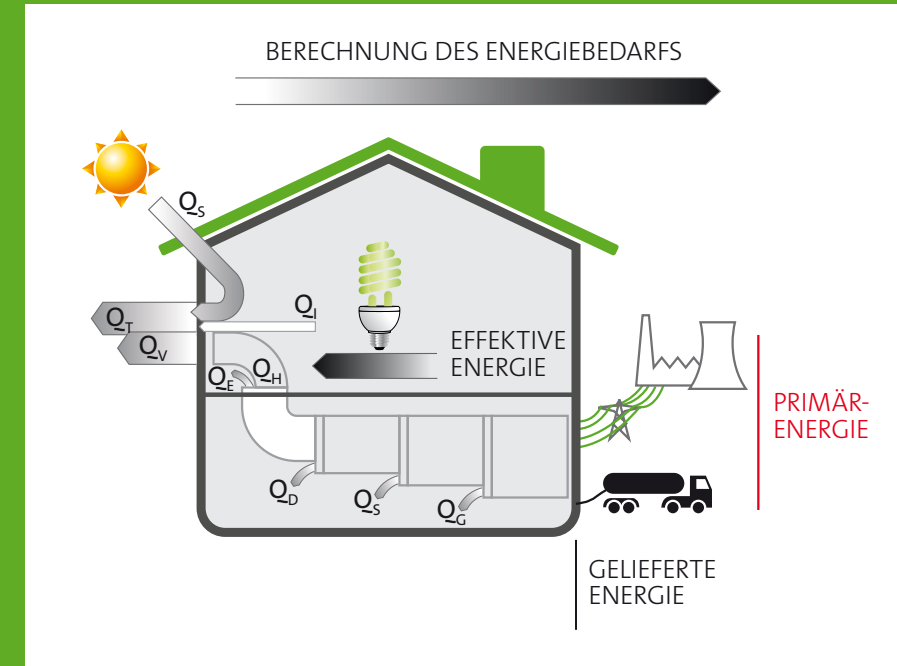 BERECHNUNG DES ENERGIEBEDARFS
QS
QT
QV
QI
QE
QH
EFFEKTIVE
ENERGIE
PRIMÄR-
ENERGIE
QD
QS
QG
GELIEFERTE
ENERGIE